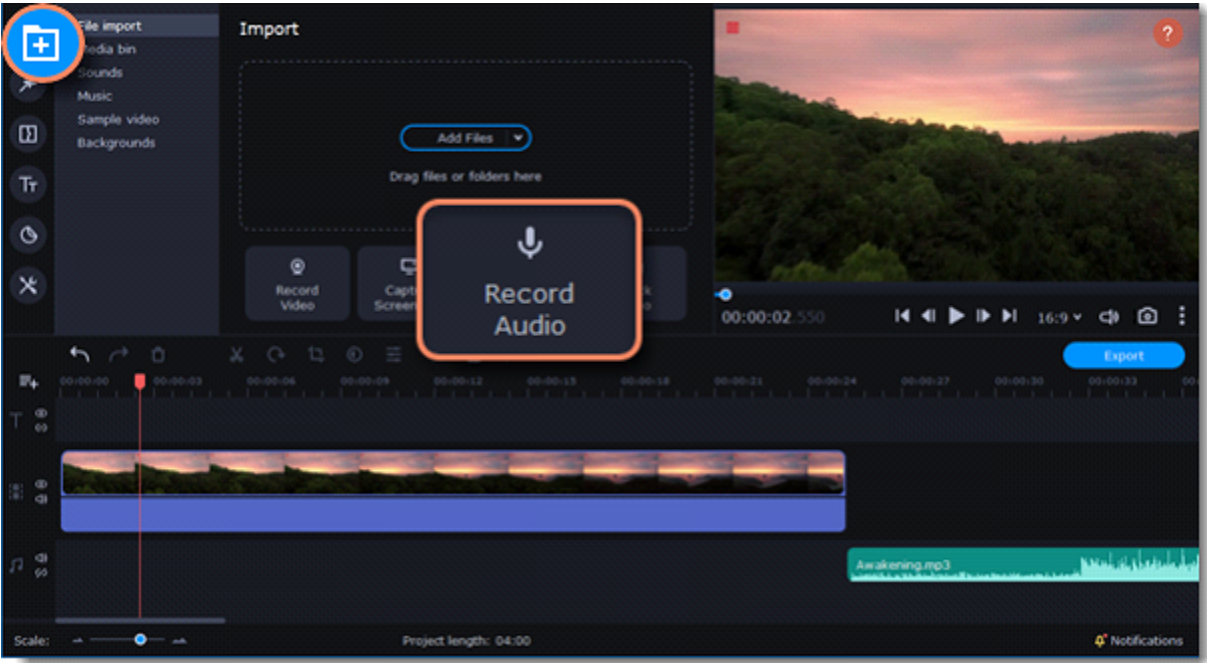 File import
Media bin
Sounds
Music
Sample video
Backgrounds
Import
Add Files
Drag files or folders here
Record
Video
Record
Audio
?
00:00:02.550
16:9
Export
00:00:00
00:00:03
00:00:06
00:00:09
00:00:12
00:00:15
00:00:18
00:00:21
00:00:24
00:00:27
00:00:30
00:00:33
Awakening.mp3
Scale:
Project length: 04:00
Notifications